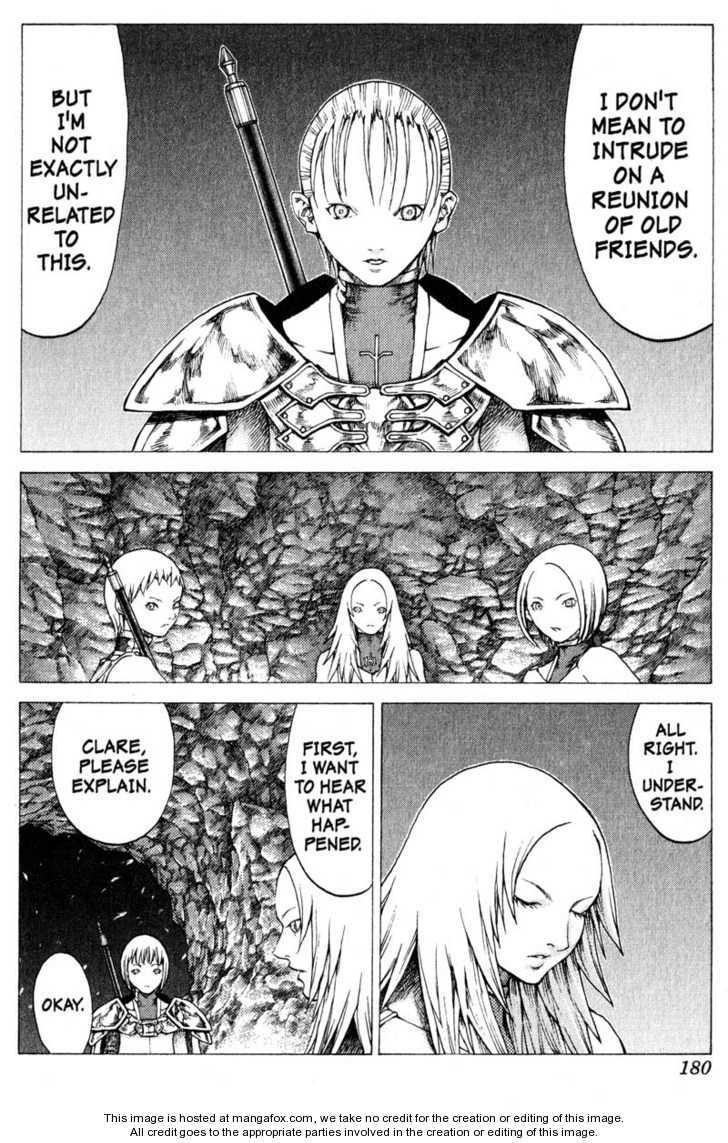 I DON'T
MEAN TO
INTRUDE
ON A
REUNION
OF OLD
FRIENDS.
BUT
I'M
NOT
EXACTLY
UN-
RELATED
TO
THIS.
ALL
RIGHT.
I
UNDER-
STAND.
FIRST,
I WANT
TO HEAR
WHAT
HAP-
PENED.
CLARE,
PLEASE
EXPLAIN.
OKAY.
180
This image is hosted at mangafox.com, we take no credit for the creation or editing of this image.
All credit goes to the appropriate parties involved in the creation or editing of this image.